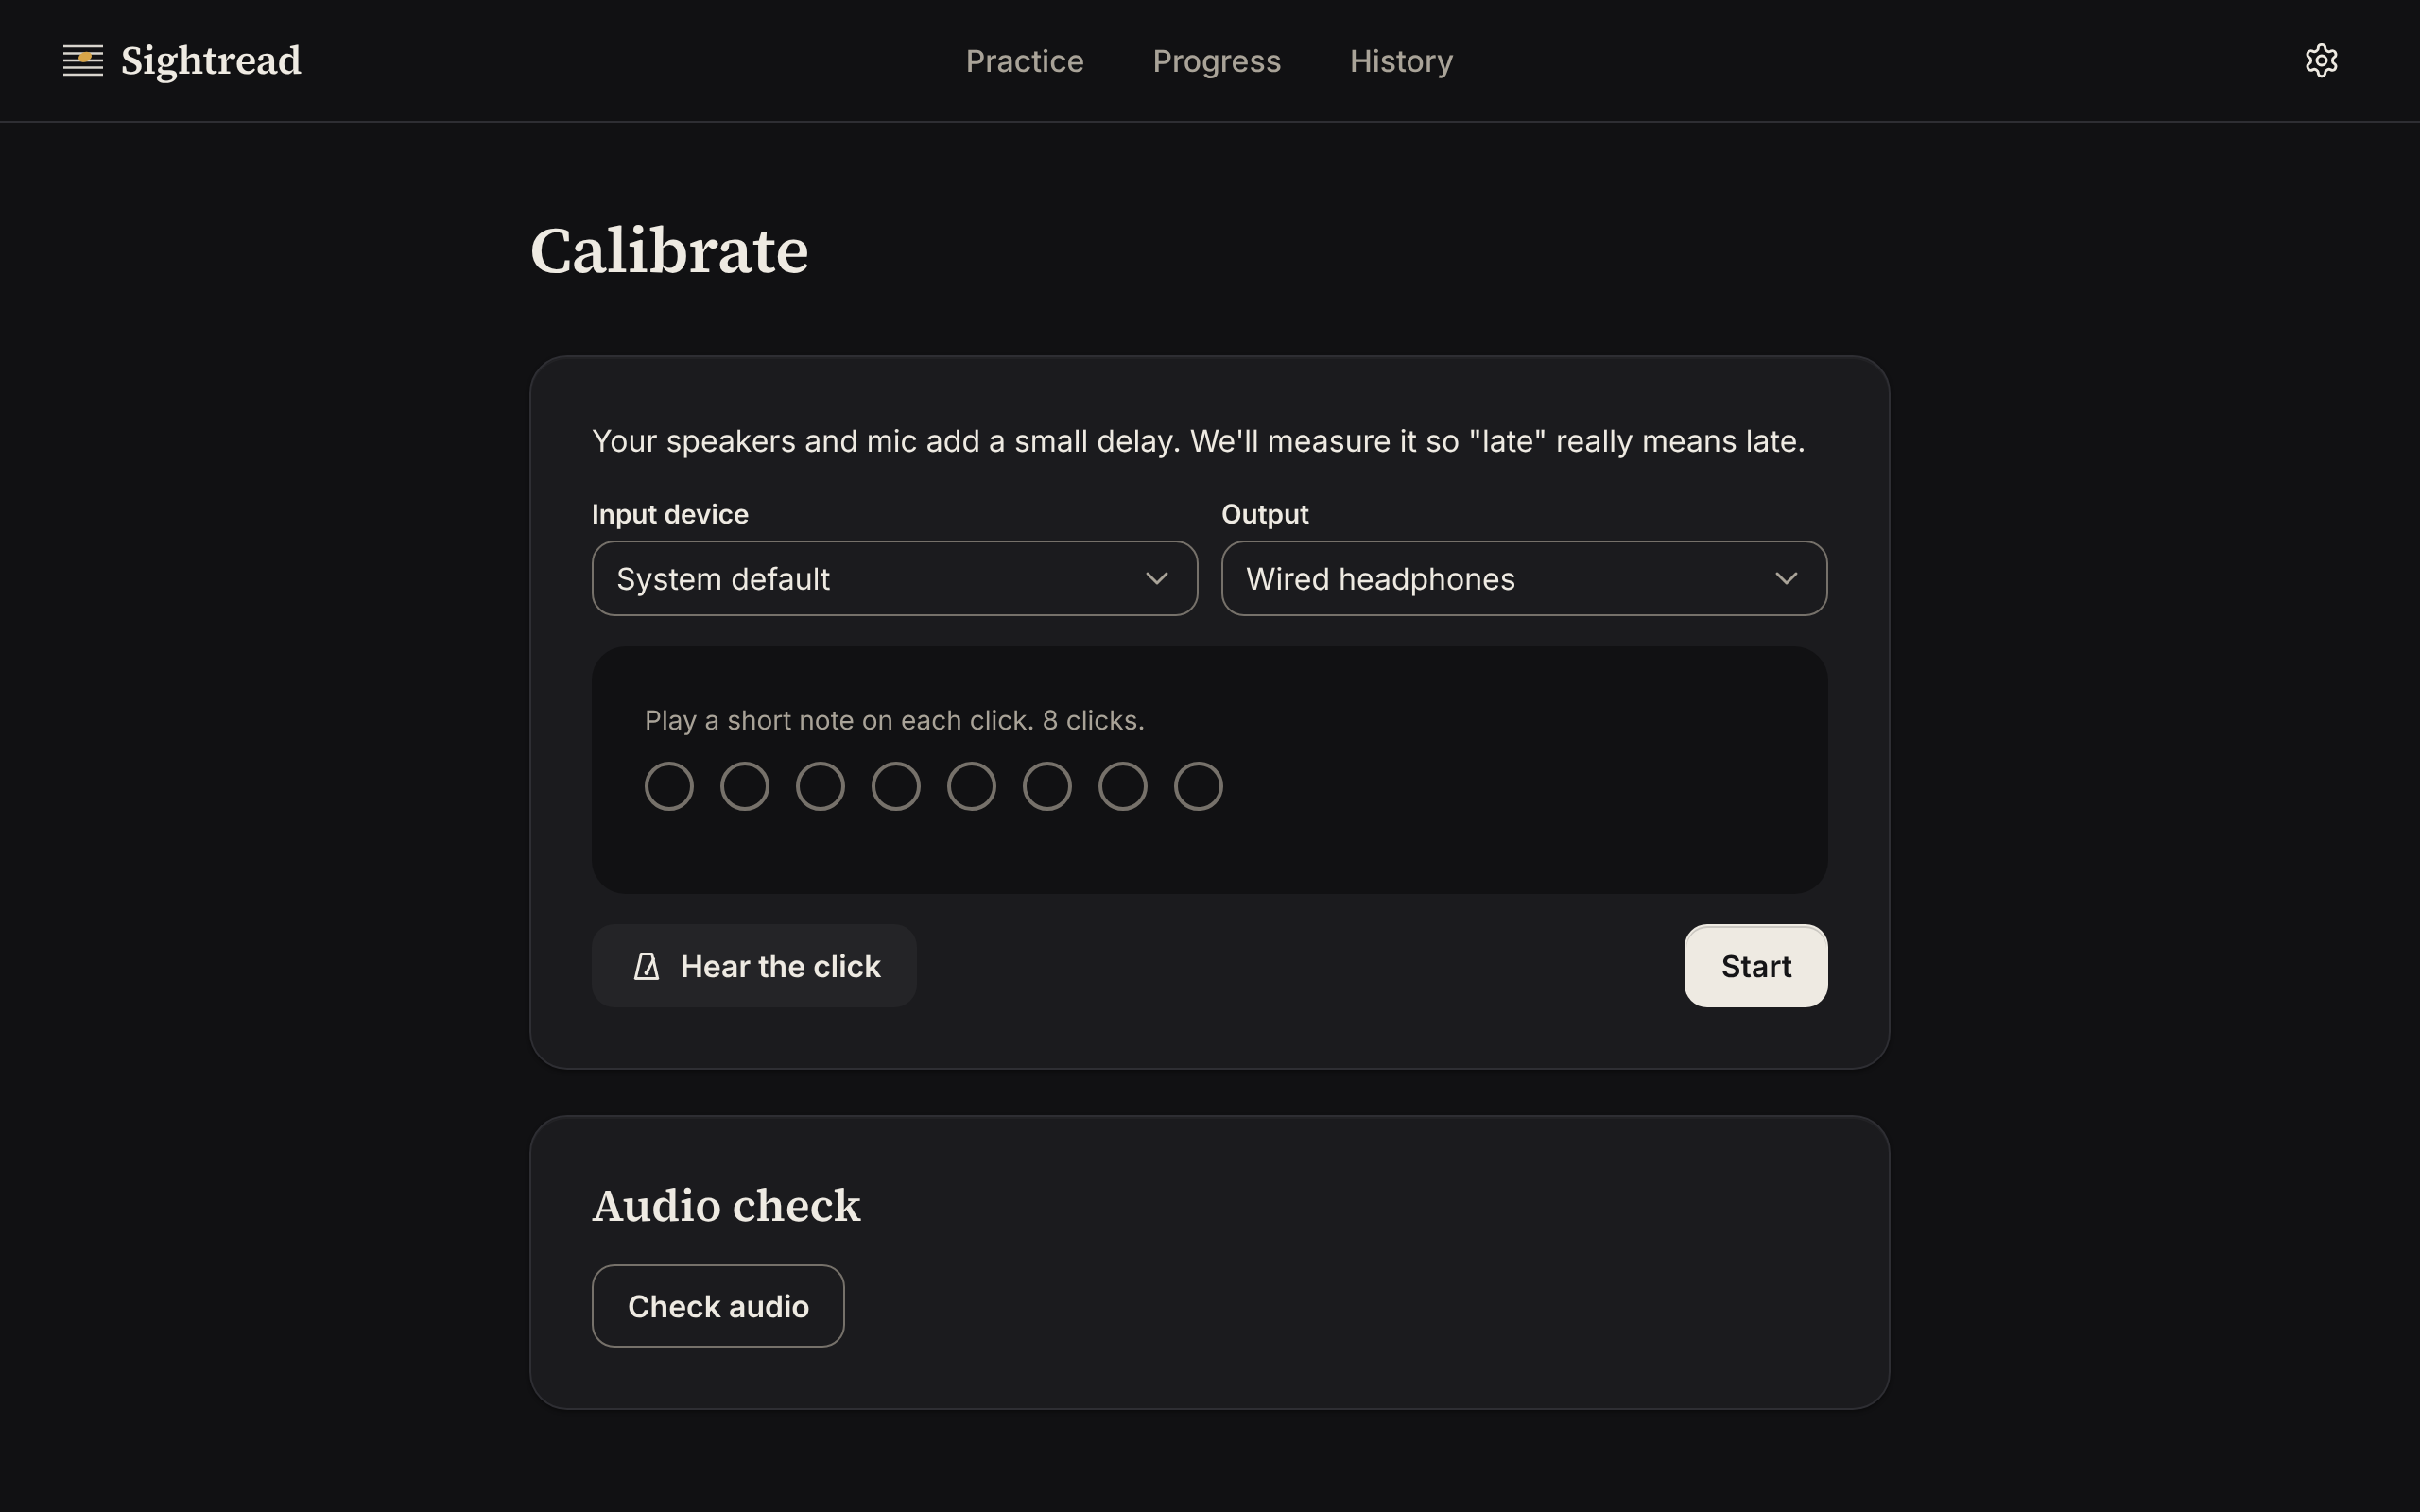 Sightread
Practice
Progress
History
Calibrate
Your speakers and mic add a small delay. We'll measure it so "late" really means late.
Input device
Output
System default
Wired headphones
Play a short note on each click. 8 clicks.
Hear the click
Start
Audio check
Check audio